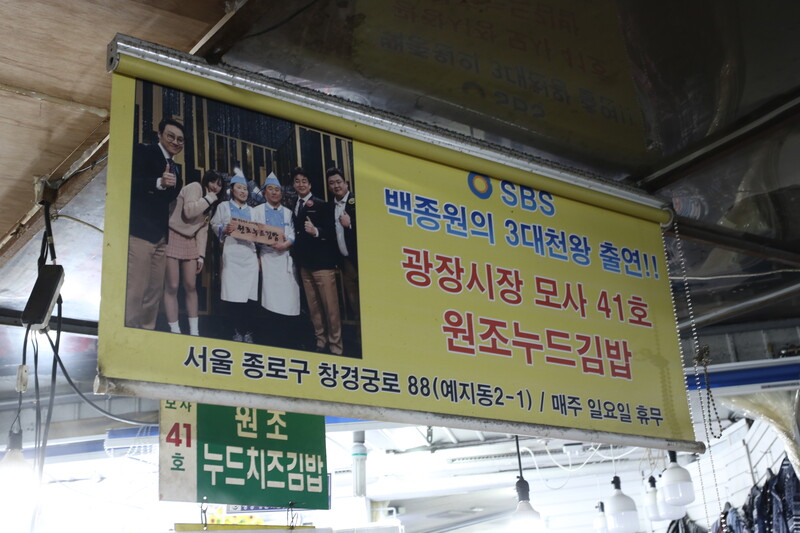 SBS
백종원의 3대천왕 출연!!
광장시장 모사 41호
원조누드김밥
원조누드김밥
서울 종로구 창경궁로 88(예지동2-1) / 매주 일요일 휴무
모사
41
호
원조
누드치즈김밥